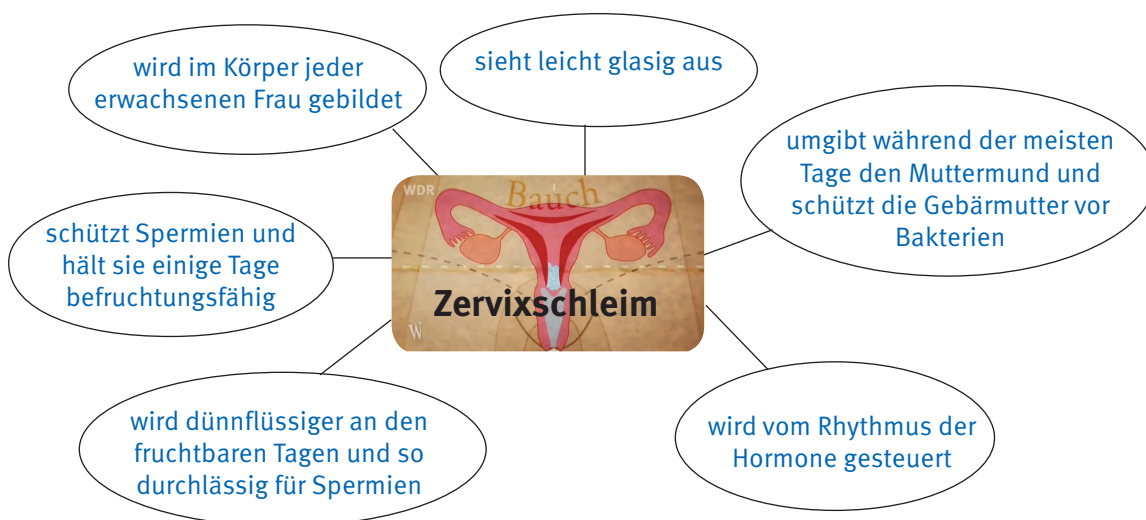 wird im Körper jeder
erwachsenen Frau gebildet
sieht leicht glasig aus
umgibt während der meisten
Tage den Muttermund und
schützt die Gebärmutter vor
Bakterien
schützt Spermien und
hält sie einige Tage
befruchtungsfähig
WDR
Bauch
Zervixschleim
W
wird dünnflüssiger an den
fruchtbaren Tagen und so
durchlässig für Spermien
wird vom Rhythmus der
Hormone gesteuert